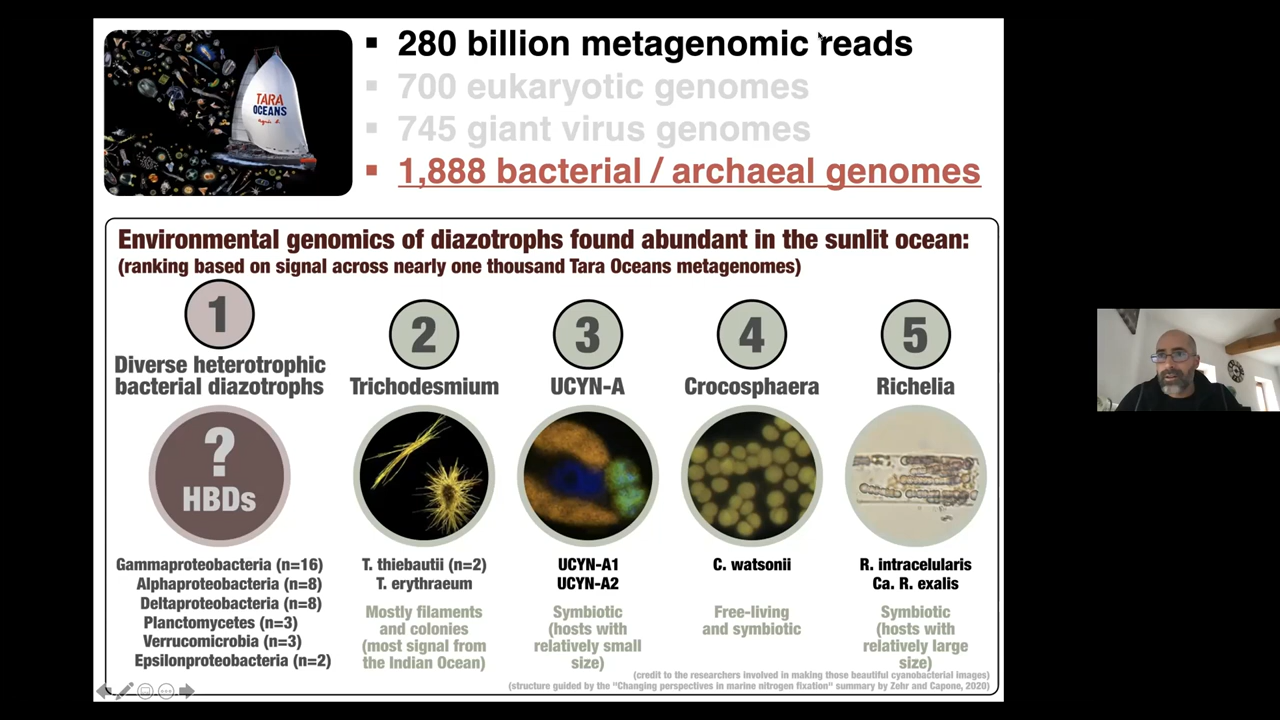 TARA
OCEANS
▪ 280 billion metagenomic reads
▪ 700 eukaryotic genomes
▪ 745 giant virus genomes
▪ 1,888 bacterial / archaeal genomes
Environmental genomics of diazotrophs found abundant in the sunlit ocean:
(ranking based on signal across nearly one thousand Tara Oceans metagenomes)
1
Diverse heterotrophic
bacterial diazotrophs
?
HBDs
Gammaproteobacteria (n=16)
Alphaproteobacteria (n=8)
Deltaproteobacteria (n=8)
Planctomycetes (n=3)
Verrucomicrobia (n=3)
Epsilonproteobacteria (n=2)
2
Trichodesmium
T. thiebautii (n=2)
T. erythraeum
Mostly filaments
and colonies
(most signal from
the Indian Ocean)
3
UCYN-A
UCYN-A1
UCYN-A2
Symbiotic
(hosts with
relatively small
size)
4
Crocosphaera
C. watsonii
Free-living
and symbiotic
5
Richelia
R. intracelularis
Ca. R. exalis
Symbiotic
(hosts with
relatively large
size)
(credit to the researchers involved in making those beautiful cyanobacterial images)
(structure guided by the "Changing perspectives in marine nitrogen fixation" summary by Zehr and Capone, 2020)